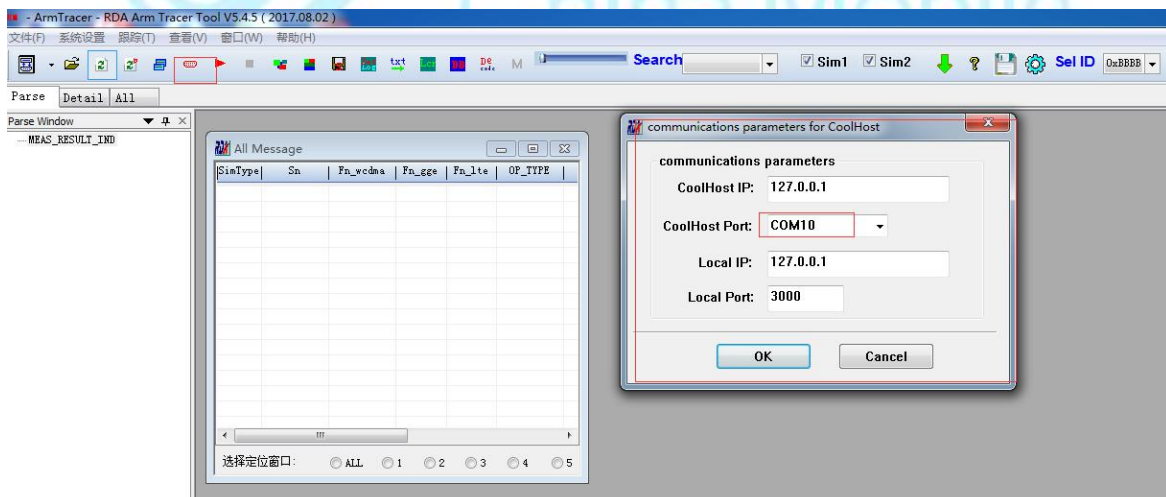 - ArmTracer - RDA Arm Tracer Tool V5.4.5 ( 2017.08.02 )
文件(F) 系统设置 跟踪(T) 查看(V) 窗口(W) 帮助(H)
txt M Search Sim1 Sim2 Sel ID 0xBBBB
Parse Detail All
Parse Window
MEAS_RESULT_IND
All Message
SimType Sn Fn_wcdma Fn_gge Fn_lte OP_TYPE
选择定位窗口: ALL 1 2 3 4 5
communications parameters for CoolHost
communications parameters
CoolHost IP: 127.0.0.1
CoolHost Port: COM10
Local IP: 127.0.0.1
Local Port: 3000
OK Cancel